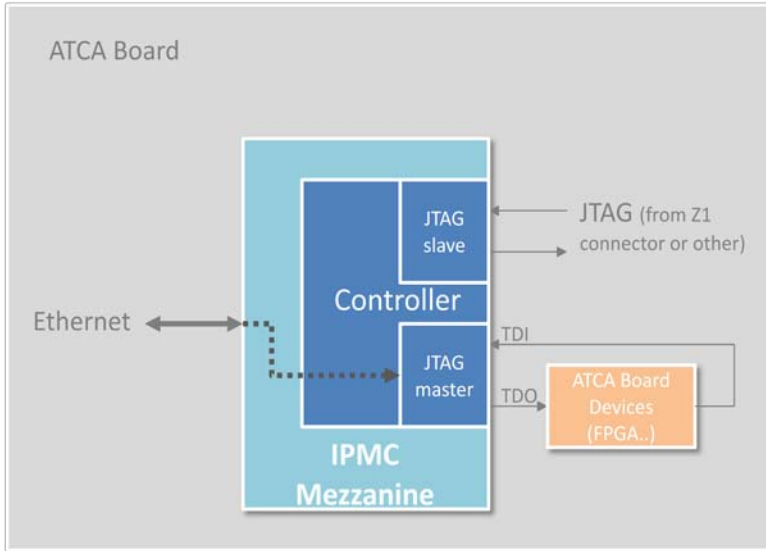 ATCA Board
JTAG
slave
JTAG (from Z1
connector or other)
Controller
Ethernet
TDI
JTAG
master
TDO
ATCA Board
Devices
(FPGA..)
IPMC
Mezzanine